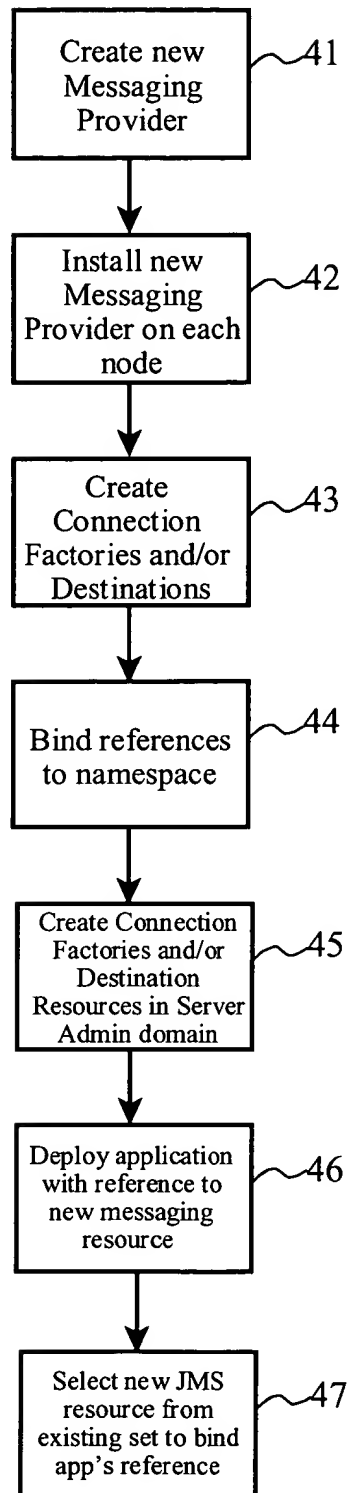 Create new
Messaging
Provider
41
Install new
Messaging
Provider on each
node
42
Create
Connection
Factories and/or
Destinations
43
Bind references
to namespace
44
Create Connection
Factories and/or
Destination
Resources in Server
Admin domain
45
Deploy application
with reference to
new messaging
resource
46
Select new JMS
resource from
existing set to bind
app's reference
47